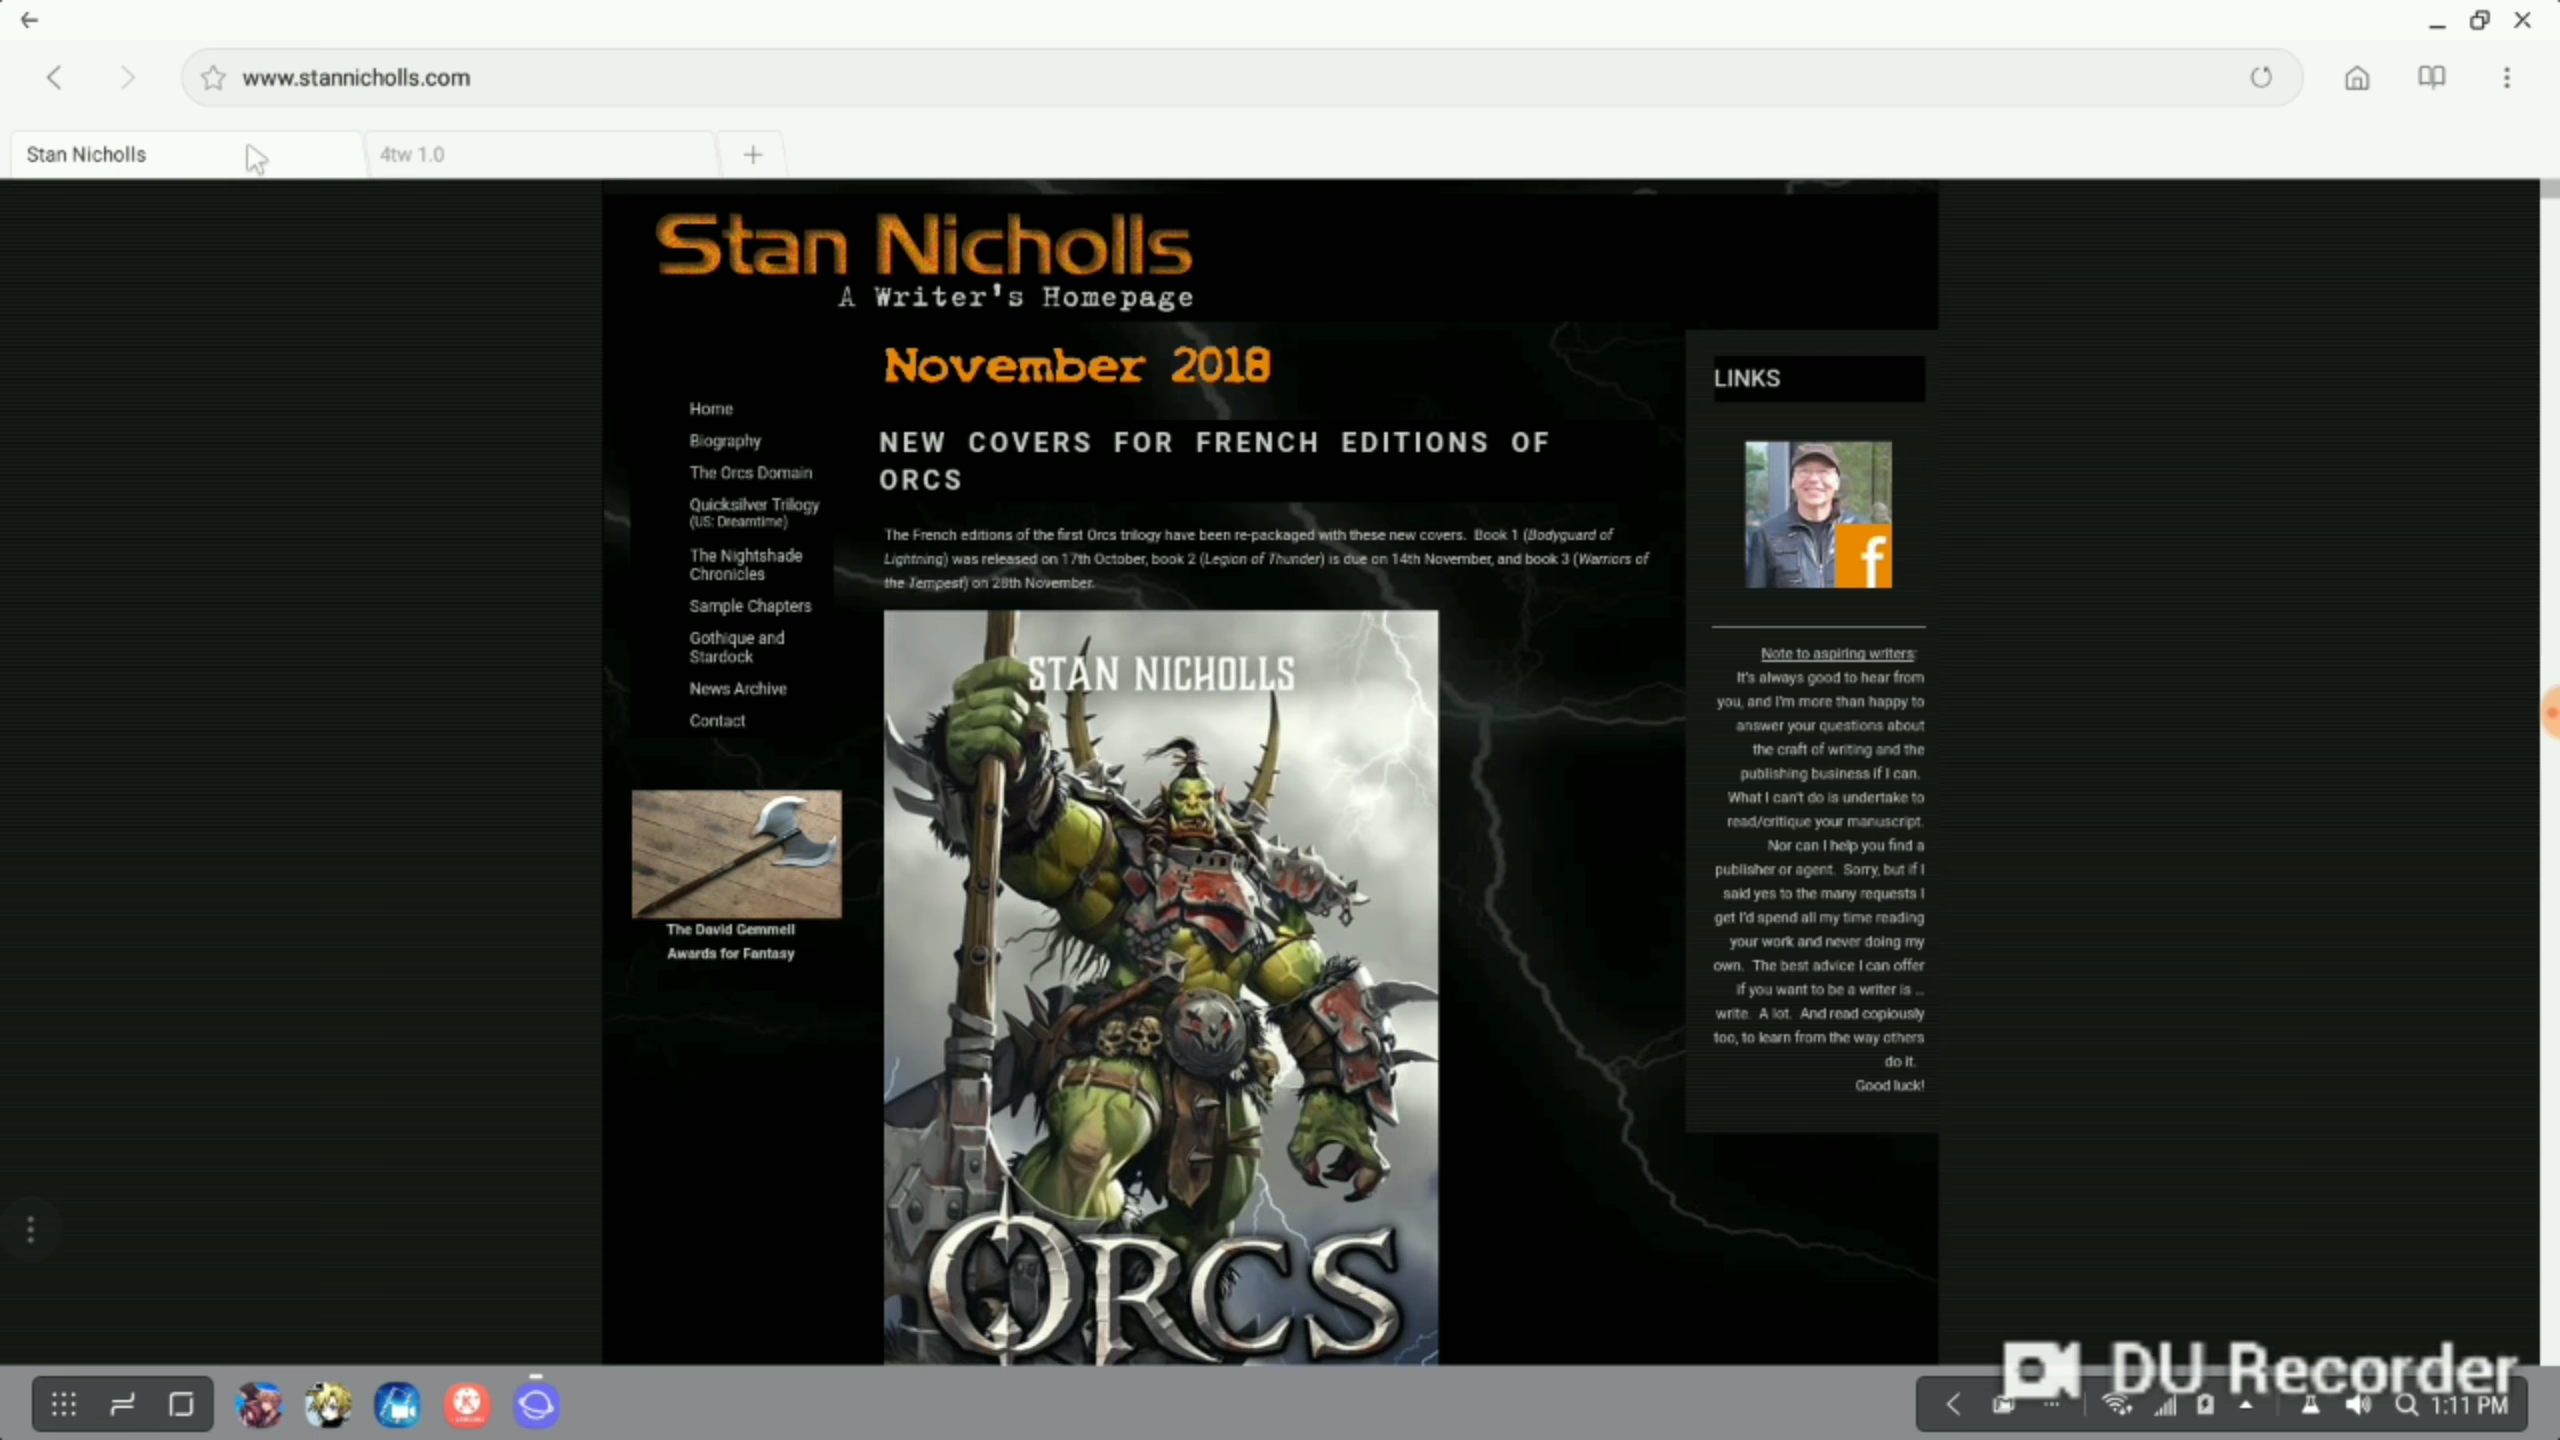 www.stannicholls.com
Stan Nicholls
4tw 1.0
Stan Nicholls
A Writer's Homepage
November 2018
Home
Biography
The Orcs Domain
Quicksilver Trilogy
(US: Dreamtime)
The Nightshade
Chronicles
Sample Chapters
Gothique and
Stardock
News Archive
Contact
The David Gemmell
Awards for Fantasy
NEW COVERS FOR FRENCH EDITIONS OF
ORCS
The French editions of the first Orcs trilogy have been re-packaged with these new covers. Book 1 (Bodyguard of
Lightning) was released on 17th October, book 2 (Legion of Thunder) is due on 14th November, and book 3 (Warriors of
the Tempest) on 28th November.
STAN NICHOLLS
ORCS
LINKS
f
Note to aspiring writers:
It's always good to hear from
you, and I'm more than happy to
answer your questions about
the craft of writing and the
publishing business if I can.
What I can't do is undertake to
read/critique your manuscript.
Nor can I help you find a
publisher or agent. Sorry, but if I
said yes to the many requests I
get I'd spend all my time reading
your work and never doing my
own. The best advice I can offer
if you want to be a writer is ...
write. A lot. And read copiously
too, to learn from the way others
do it.
Good luck!
DU Recorder
1:11 PM